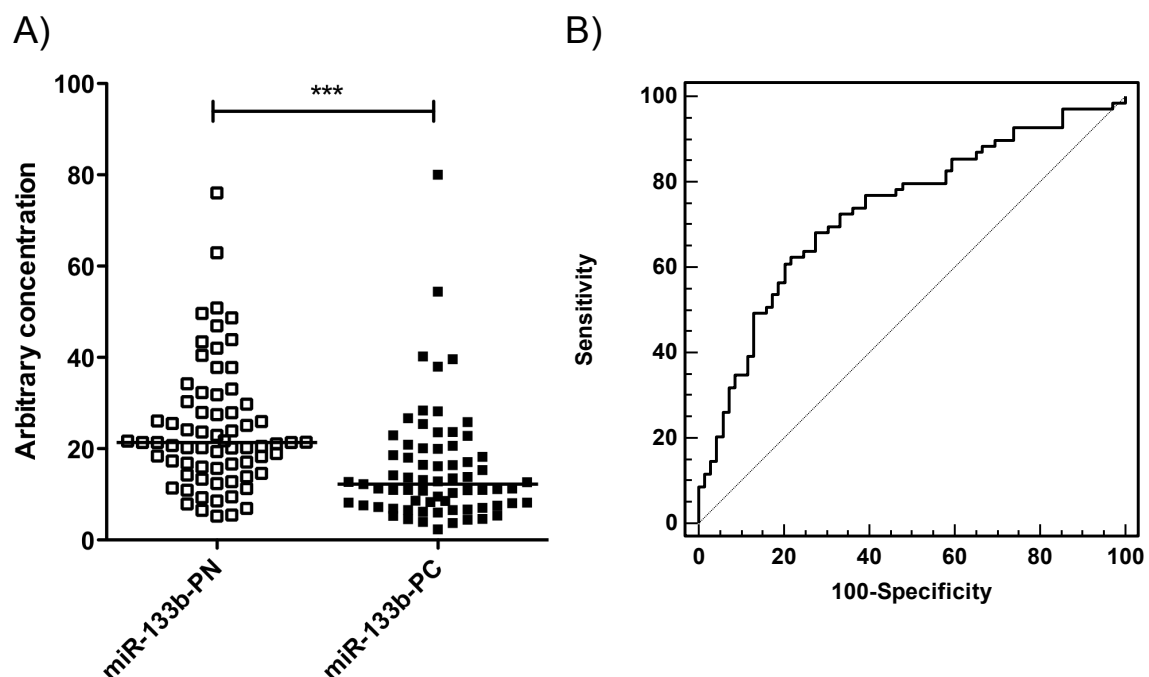 A)
B)
Arbitrary concentration
100
80
60
40
20
0
***
miR-133b-PN
miR-133b-PC
Sensitivity
100
80
60
40
20
0
0 20 40 60 80 100
100-Specificity